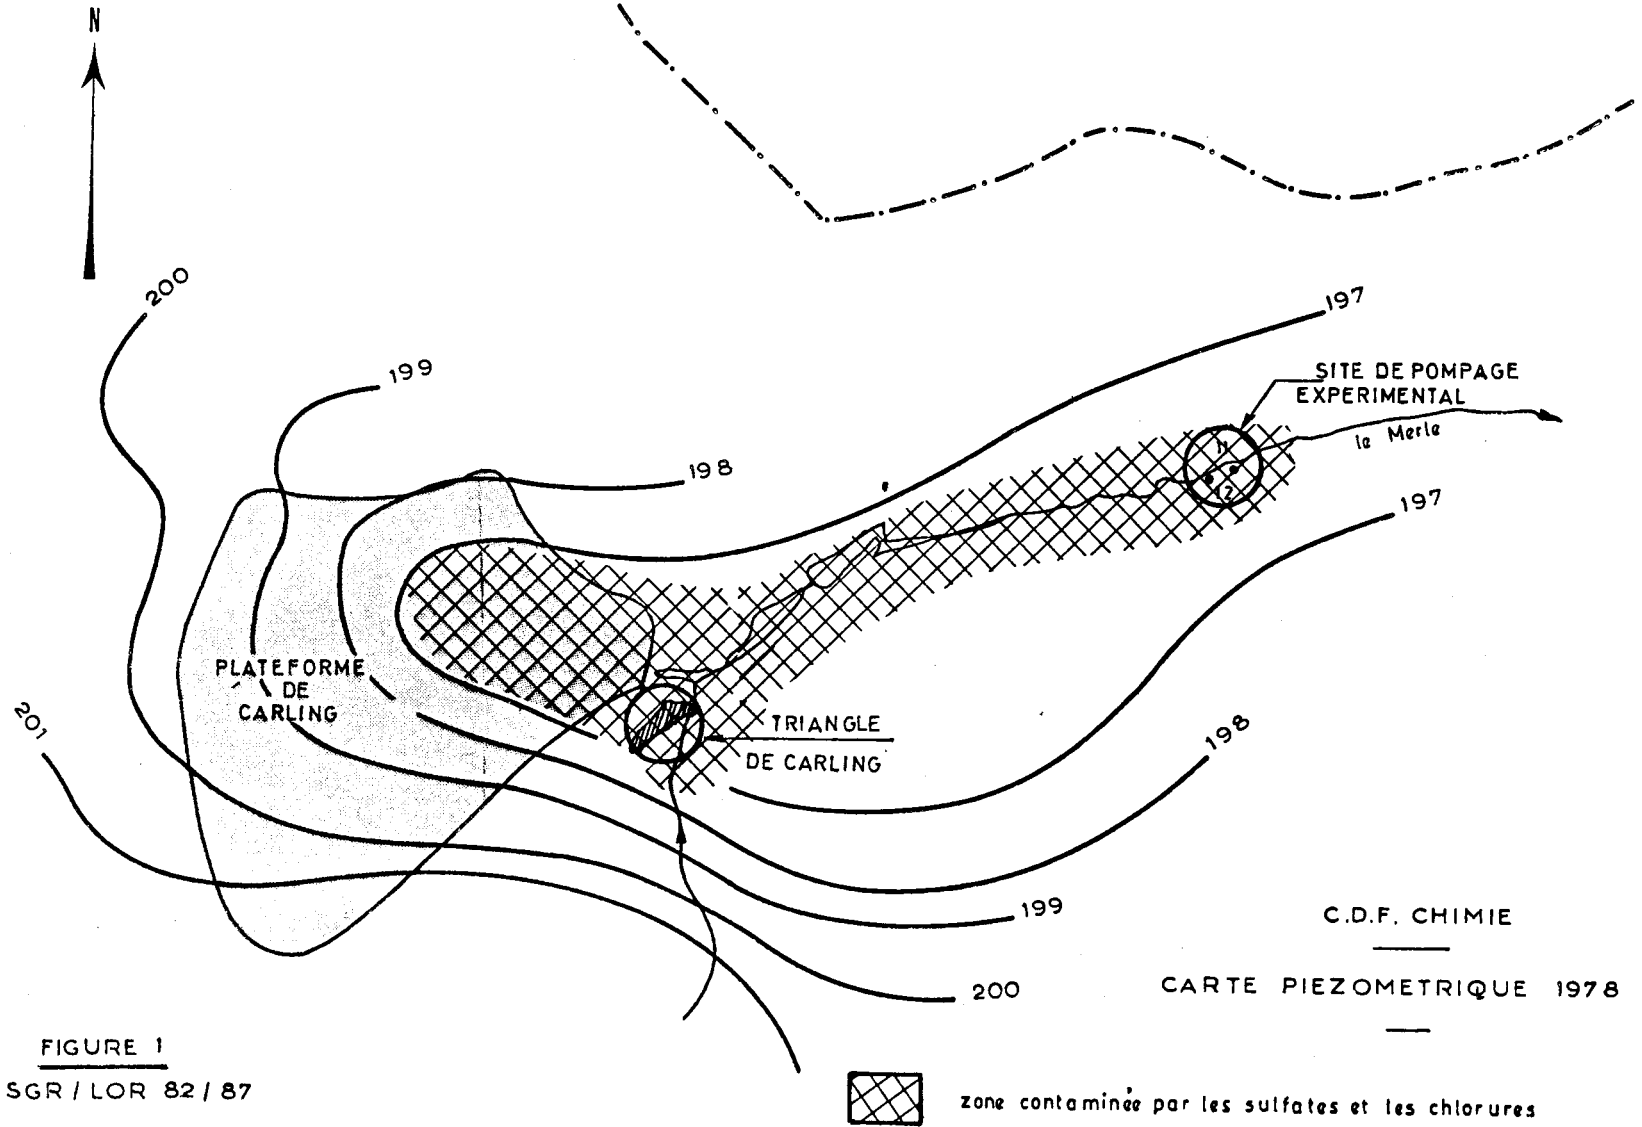 N
200
199
198
197
SITE DE POMPAGE
EXPERIMENTAL
le Merle
11
12
197
PLATEFORME
DE
CARLING
201
TRIANGLE
DE CARLING
198
199
200
C.D.F. CHIMIE
CARTE PIEZOMETRIQUE 1978
FIGURE 1
SGR / LOR 82 / 87
zone contaminée par les sulfates et les chlorures